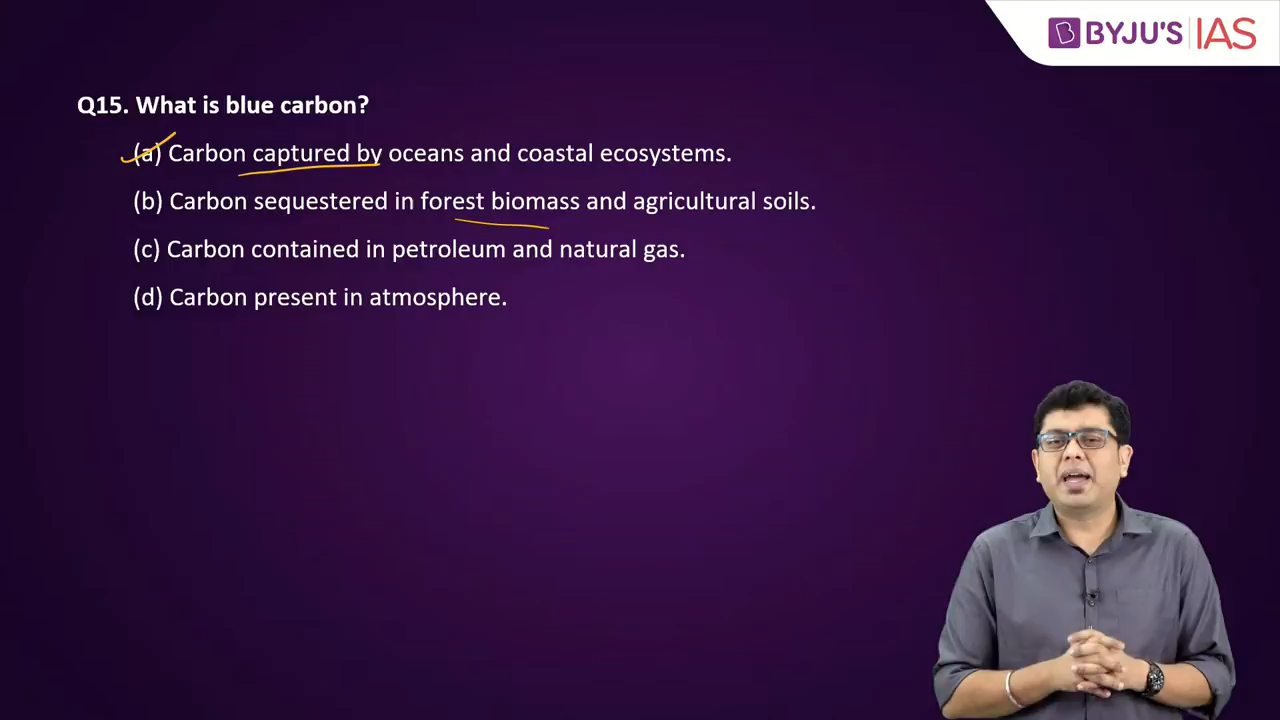 BYJU'S IAS
Q15. What is blue carbon?
(a) Carbon captured by oceans and coastal ecosystems.
(b) Carbon sequestered in forest biomass and agricultural soils.
(c) Carbon contained in petroleum and natural gas.
(d) Carbon present in atmosphere.